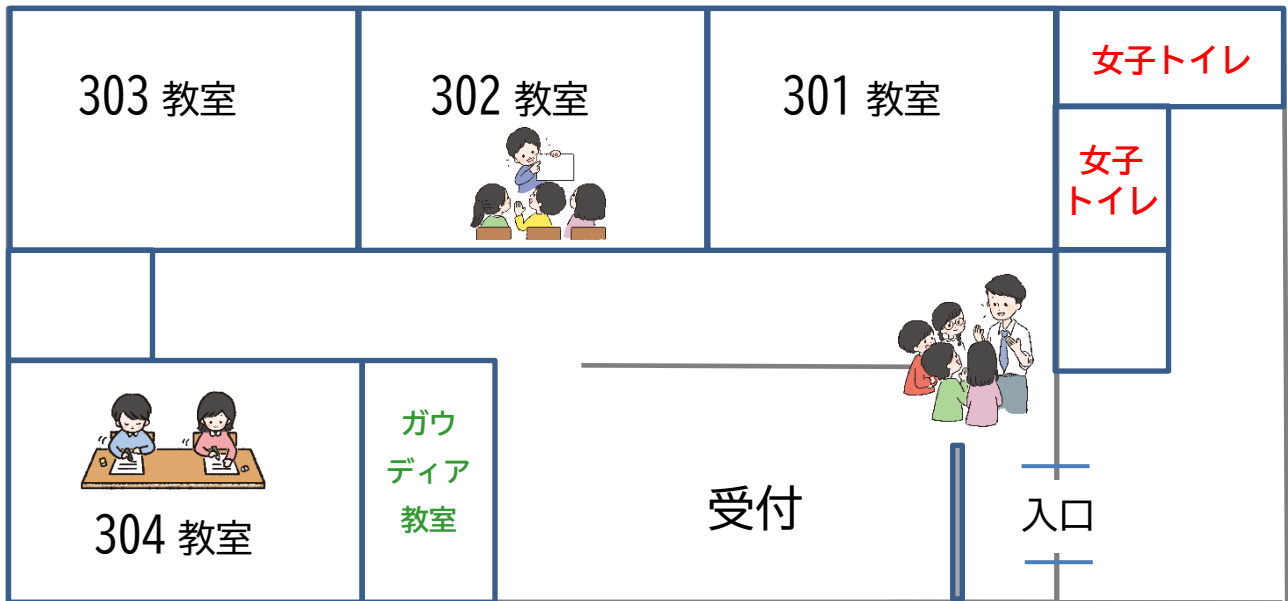 303 教室
302 教室
301 教室
女子トイレ
女子
トイレ
304 教室
ガウ
ディア
教室
受付
入口